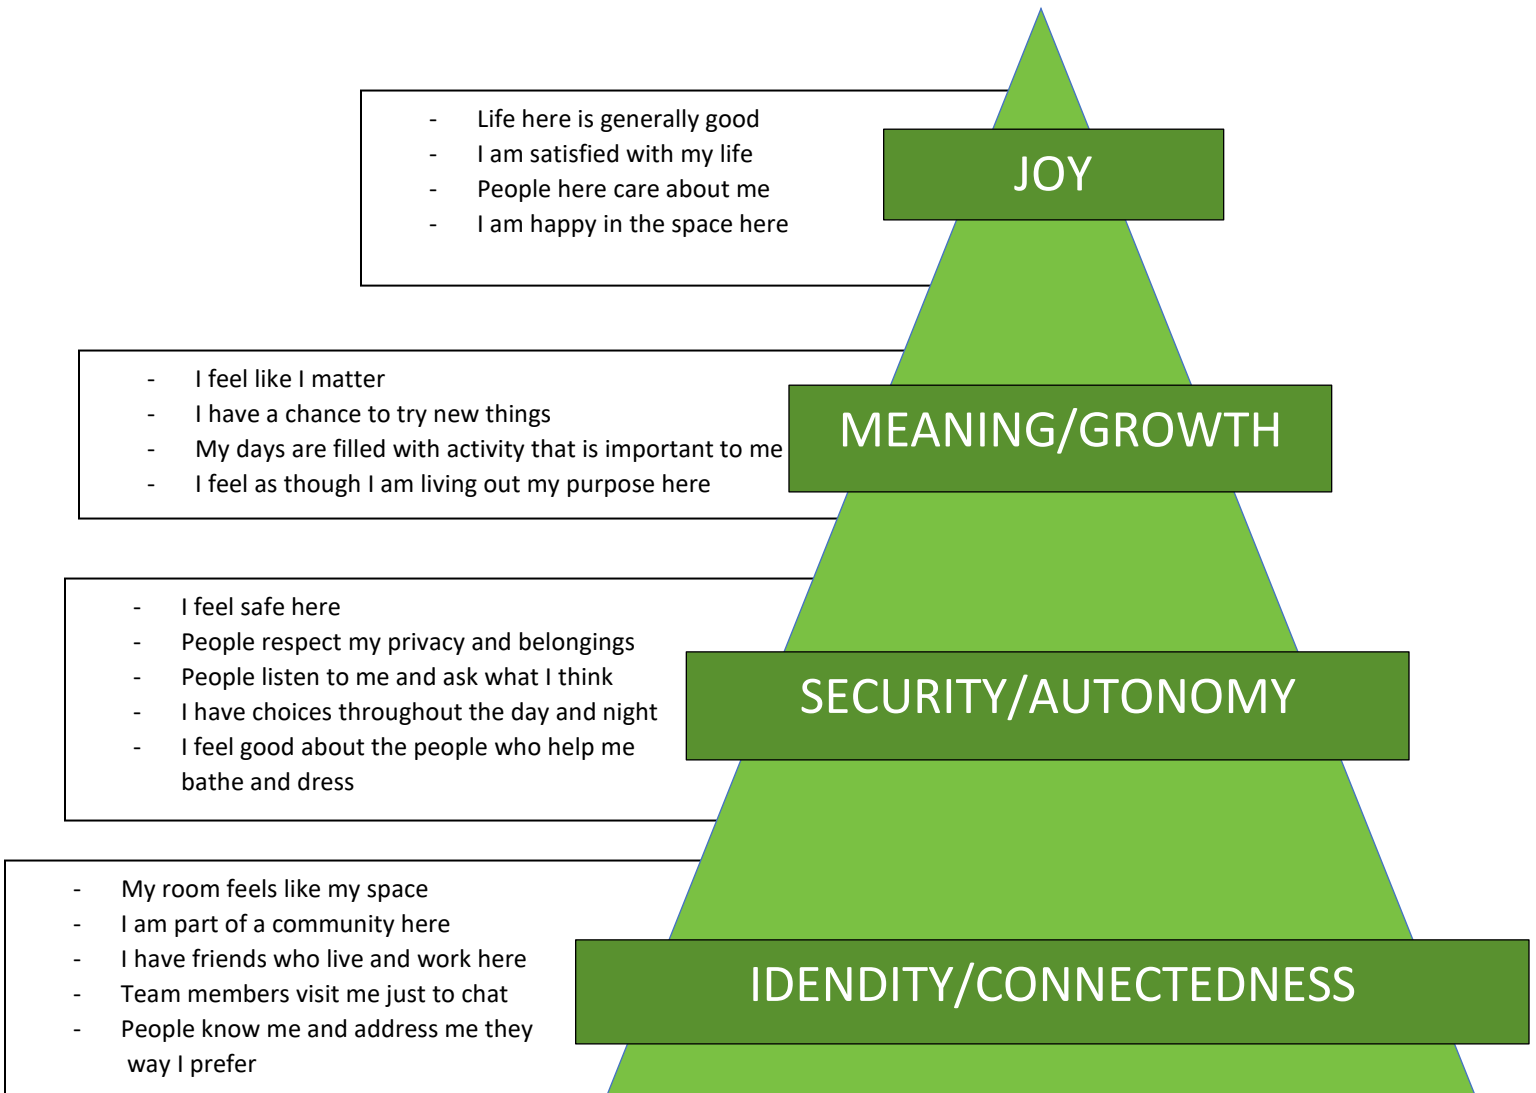 - Life here is generally good
- I am satisfied with my life
- People here care about me
- I am happy in the space here
JOY
- I feel like I matter
- I have a chance to try new things
- My days are filled with activity that is important to me
- I feel as though I am living out my purpose here
MEANING/GROWTH
- I feel safe here
- People respect my privacy and belongings
- People listen to me and ask what I think
- I have choices throughout the day and night
- I feel good about the people who help me
bathe and dress
SECURITY/AUTONOMY
- My room feels like my space
- I am part of a community here
- I have friends who live and work here
- Team members visit me just to chat
- People know me and address me they
way I prefer
IDENDITY/CONNECTEDNESS